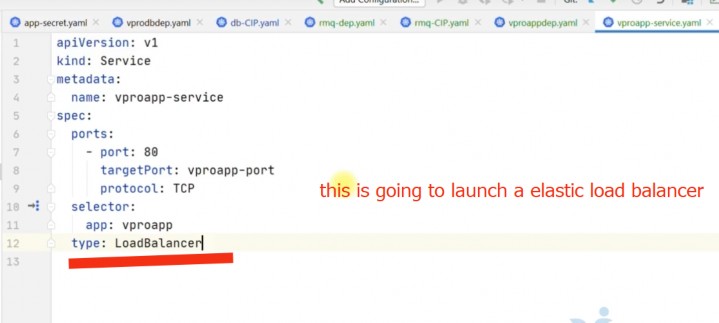 Add Configuration...
Git:
app-secret.yaml vprodbdep.yaml db-CIP.yaml rmq-dep.yaml rmq-CIP.yaml vproappdep.yaml vproapp-service.yaml
1 apiVersion: v1
2 kind: Service
3 metadata:
4 name: vproapp-service
5 spec:
6 ports:
7 - port: 80
8 targetPort: vproapp-port
9 protocol: TCP
10 selector:
11 app: vproapp
12 type: LoadBalancer
13
this is going to launch a elastic load balancer